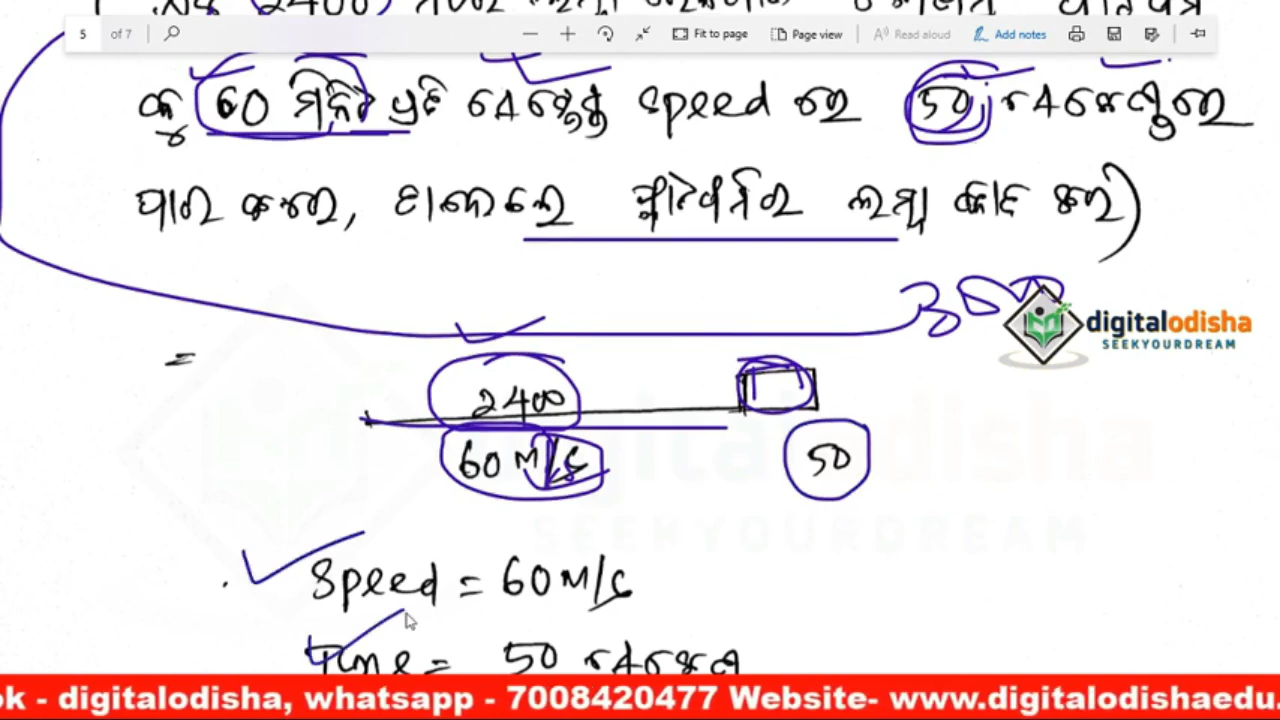 5 of 7 Fit to page Page view Read aloud Add notes
କୁ 60 ମିଟର ପ୍ରତି ସେକେଣ୍ଡ speed ରେ 50 ସେକେଣ୍ଡରେ
ପାର କଲେ, ତାହେଲେ ପ୍ଲାଟଫର୍ମର ଲମ୍ବା
digitalodisha
SEEKYOURDREAM
=
2400
60 M/S 50
SEEKYOURDREAM
Speed = 60 M/S
Time = 50 ସେକେଣ୍ଡ
ok - digitalodisha, whatsapp - 7008420477 Website- www.digitalodishaedu.